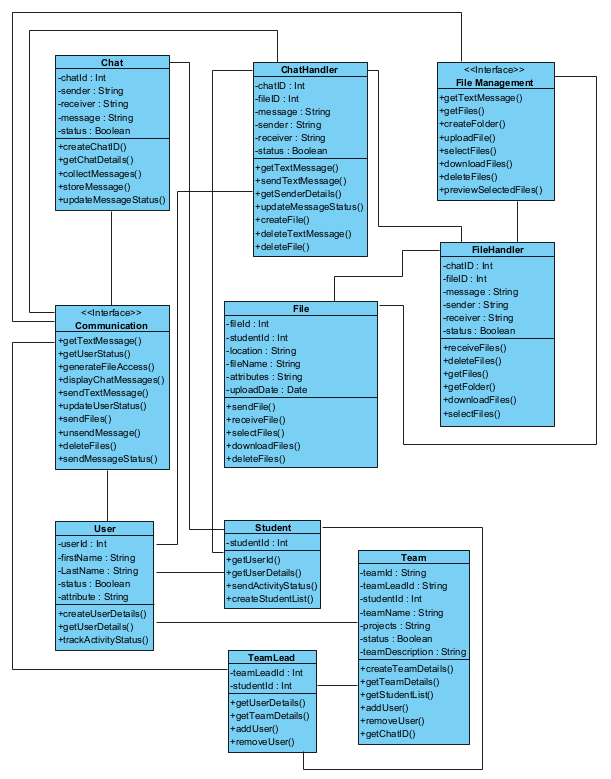 Chat
-chatId : Int
-sender : String
-receiver : String
-message : String
-status : Boolean
+createChatID()
+getChatDetails()
+collectMessages()
+storeMessage()
+updateMessageStatus()
ChatHandler
-chatID : Int
-fileID : Int
-message : String
-sender : String
-receiver : String
-status : Boolean
+getTextMessage()
+sendTextMessage()
+getSenderDetails()
+updateMessageStatus()
+createFile()
+deleteTextMessage()
+deleteFile()
<<Interface>>
File Management
+getTextMessage()
+getFiles()
+createFolder()
+uploadFile()
+selectFiles()
+downloadFiles()
+deleteFiles()
+previewSelectedFiles()
FileHandler
-chatID : Int
-fileID : Int
-message : String
-sender : String
-receiver : String
-status : Boolean
+receiveFiles()
+deleteFiles()
+getFiles()
+getFolder()
+downloadFiles()
+selectFiles()
<<Interface>>
Communication
+getTextMessage()
+getUserStatus()
+generateFileAccess()
+displayChatMessages()
+sendTextMessage()
+updateUserStatus()
+sendFiles()
+unsendMessage()
+deleteFiles()
+sendMessageStatus()
File
-fileId : Int
-studentId : Int
-location : String
-fileName : String
-attributes : String
-uploadDate : Date
+sendFile()
+receiveFile()
+selectFiles()
+downloadFiles()
+deleteFiles()
User
-userId : Int
-firstName : String
-LastName : String
-status : Boolean
-attribute : String
+createUserDetails()
+getUserDetails()
+trackActivityStatus()
Student
-studentId : Int
+getUserId()
+getUserDetails()
+sendActivityStatus()
+createStudentList()
Team
-teamId : String
-teamLeadId : String
-studentId : Int
-teamName : String
-projects : String
-status : Boolean
-teamDescription : String
+createTeamDetails()
+getTeamDetails()
+getStudentList()
+addUser()
+removeUser()
+getChatID()
TeamLead
-teamLeadId : Int
-studentId : Int
+getUserDetails()
+getTeamDetails()
+addUser()
+removeUser()